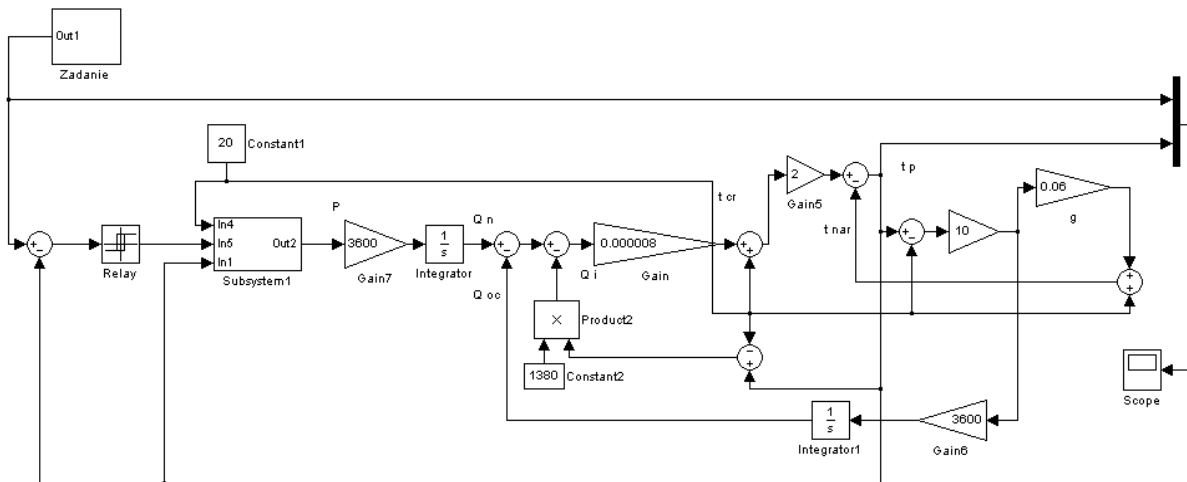 Out1
Zadanie
20
Constant1
t cr
2
Gain5
t p
0.06
g
P
In4
In5
In1
Out2
Subsystem1
Relay
3600
Gain7
1
s
Integrator
Q n
Q oc
Q i
0.000008
Gain
t nar
10
×
Product2
1380
Constant2
1
s
Integrator1
3600
Gain6
Scope